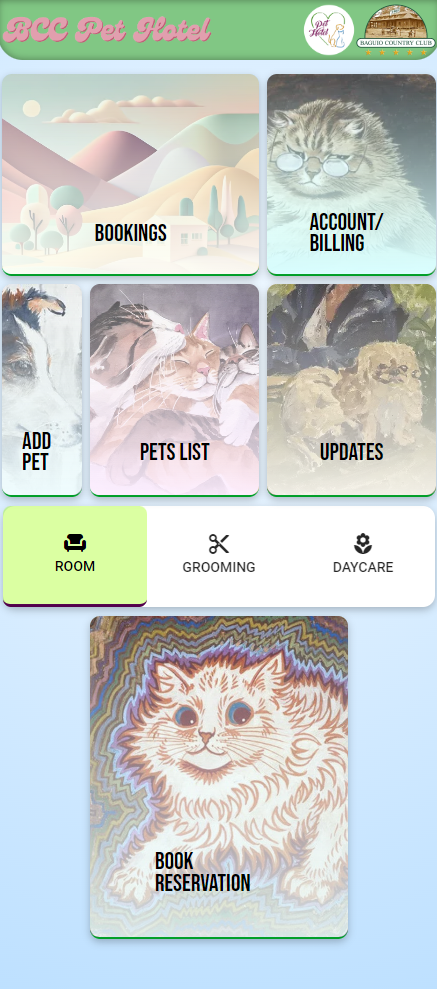 BCC Pet Hotel
Pet
Hotel
BAGUIO COUNTRY CLUB
BOOKINGS
ACCOUNT/
BILLING
ADD
PET
PETS LIST
UPDATES
ROOM
GROOMING
DAYCARE
BOOK
RESERVATION